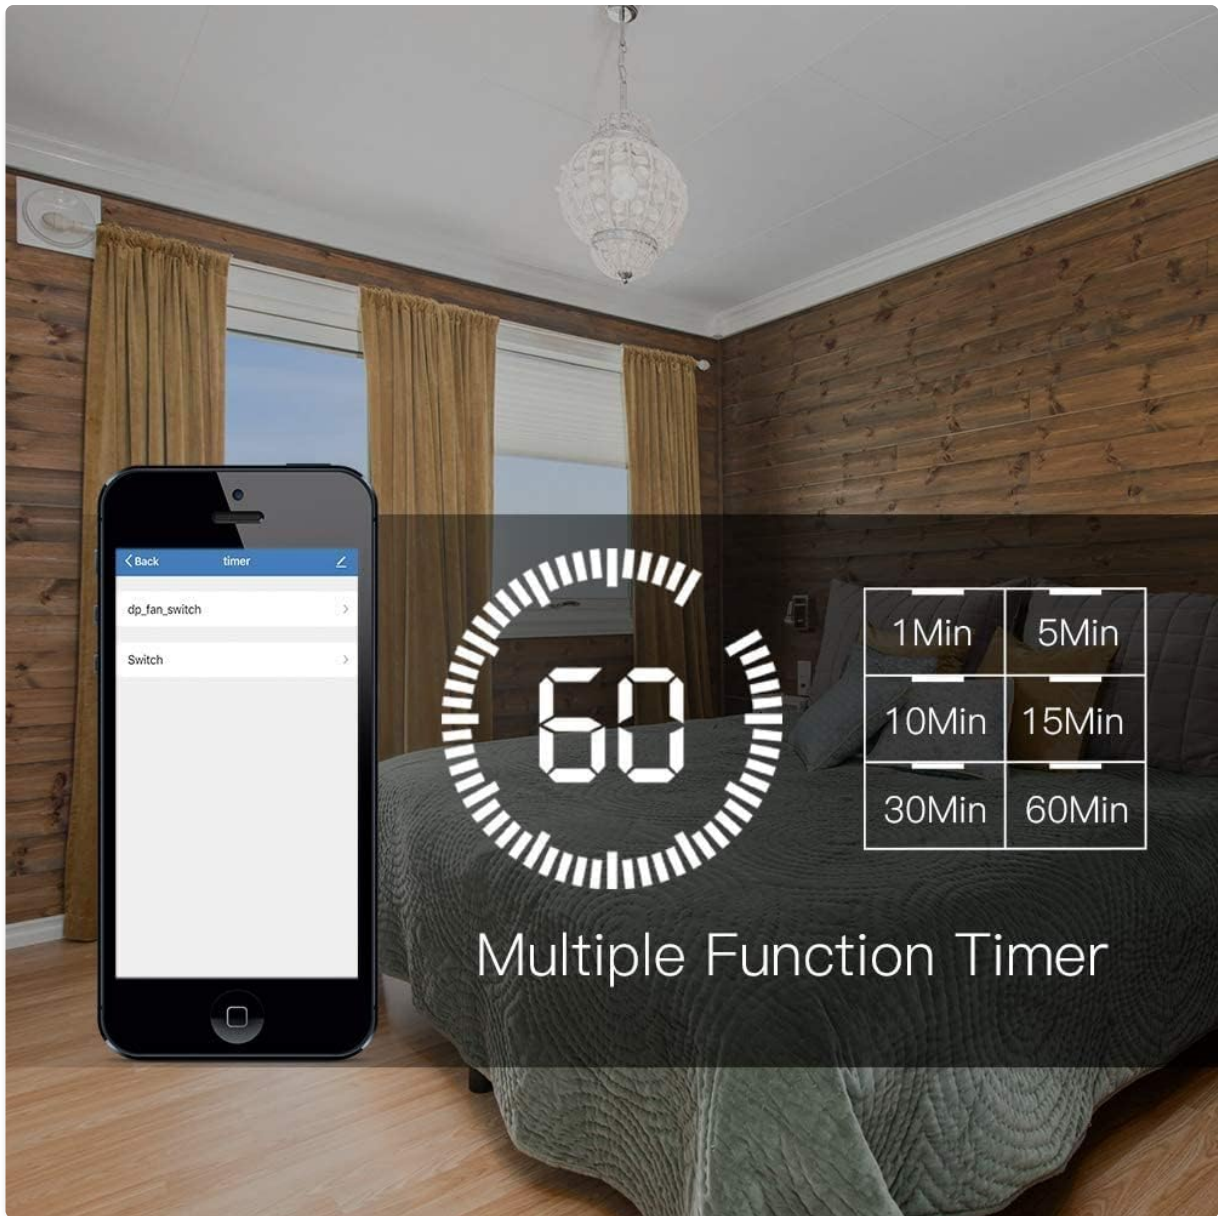 Back timer
dp_fan_switch
Switch
60
1Min 5Min
10Min 15Min
30Min 60Min
Multiple Function Timer